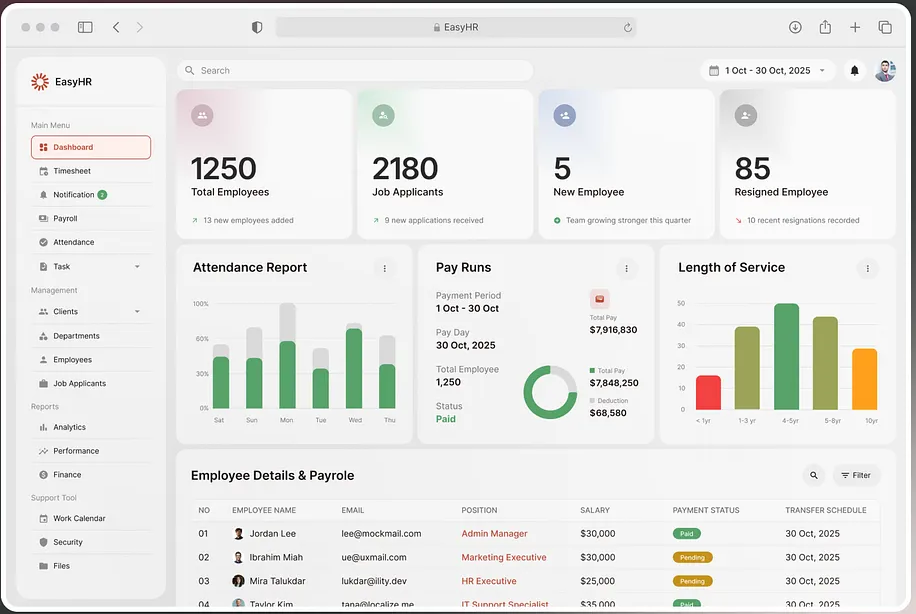 EasyHR
EasyHR
Search
1 Oct - 30 Oct, 2025
Main Menu
Dashboard
Timesheet
Notification 2
Payroll
Attendance
Task
Management
Clients
Departments
Employees
Job Applicants
Reports
Analytics
Performance
Finance
Support Tool
Work Calendar
Security
Files
1250
Total Employees
13 new employees added
2180
Job Applicants
9 new applications received
5
New Employee
Team growing stronger this quarter
85
Resigned Employee
10 recent resignations recorded
Attendance Report
100%
60%
30%
0%
Sat Sun Mon Tue Wed Thu
Pay Runs
Payment Period
1 Oct - 30 Oct
Pay Day
30 Oct, 2025
Total Employee
1,250
Status
Paid
Total Pay
$7,916,830
Total Pay
$7,848,250
Deduction
$68,580
Length of Service
50
40
30
20
10
0
< 1yr 1-3 yr 4-5yr 5-8yr 10yr
Employee Details & Payrole
Filter
NO EMPLOYEE NAME EMAIL POSITION SALARY PAYMENT STATUS TRANSFER SCHEDULE
01 Jordan Lee lee@mockmail.com Admin Manager $30,000 Paid 30 Oct, 2025
02 Ibrahim Miah ue@uxmail.com Marketing Executive $30,000 Pending 30 Oct, 2025
03 Mira Talukdar lukdar@ility.dev HR Executive $25,000 Pending 30 Oct, 2025
04 Taylor Kim tana@localize.me IT Support Specialist $35,000 Paid 30 Oct, 2025